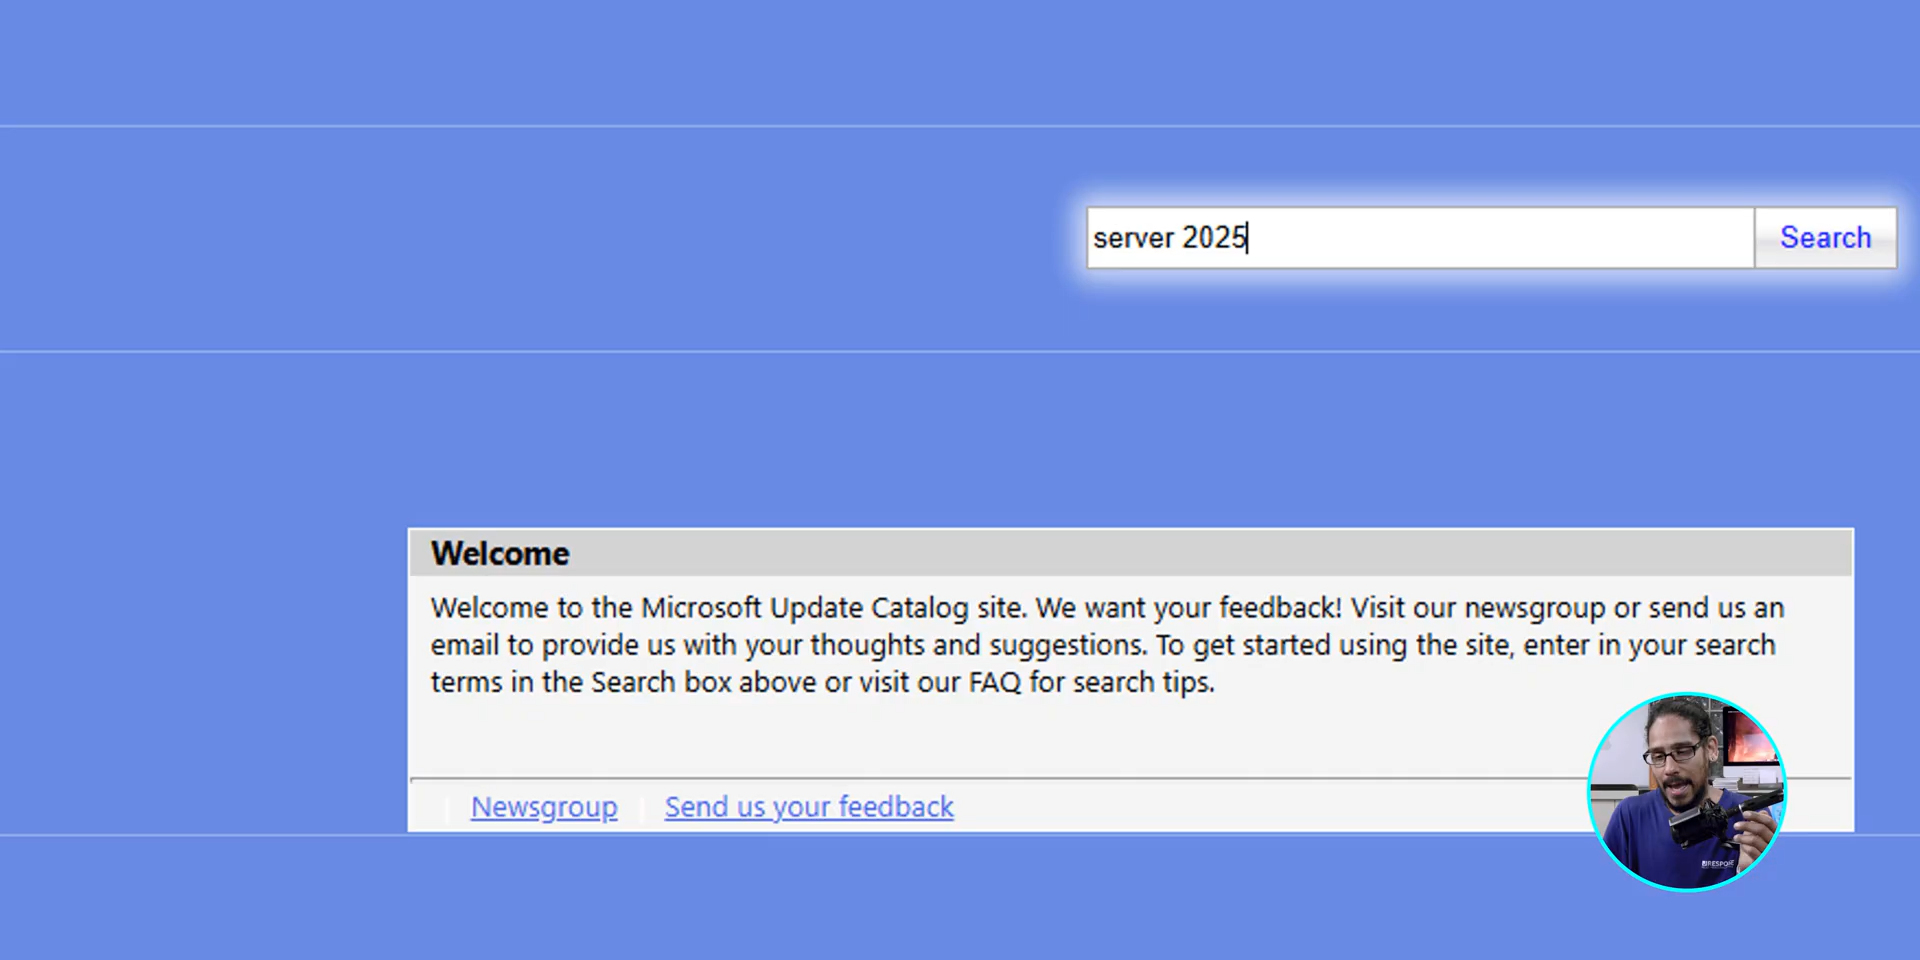 server 2025
Search
Welcome
Welcome to the Microsoft Update Catalog site. We want your feedback! Visit our newsgroup or send us an
email to provide us with your thoughts and suggestions. To get started using the site, enter in your search
terms in the Search box above or visit our FAQ for search tips.
Newsgroup
Send us your feedback